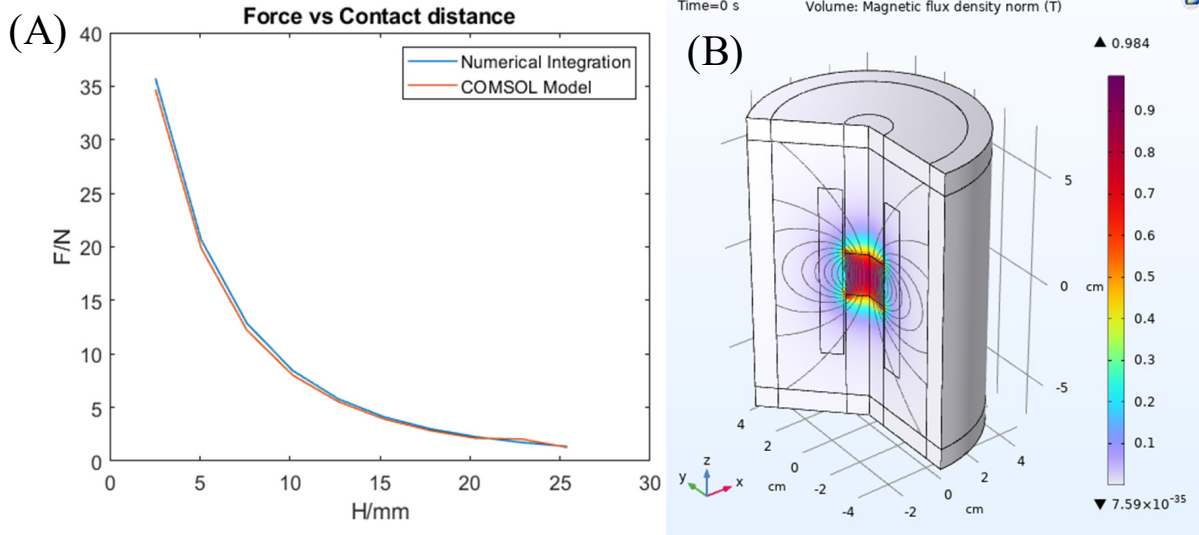 (A)
Force vs Contact distance
40
35
30
25
20
15
10
5
0
F/N
0 5 10 15 20 25 30
H/mm
Numerical Integration
COMSOL Model
(B)
Time=0 s Volume: Magnetic flux density norm (T)
▲ 0.984
0.9
0.8
0.7
0.6
0.5
0.4
0.3
0.2
0.1
▼ 7.59×10⁻³⁵
5
0 cm
-5
4
2
0
cm
-2
-4
4
2
0
cm
-2
z
y
x